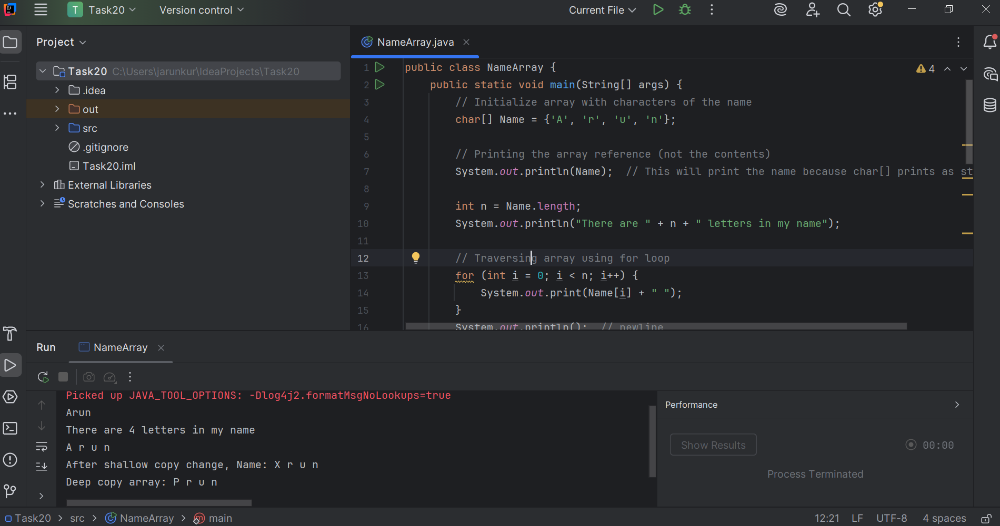 T Task20 Version control Current File
Project
NameArray.java
Task20 C:\Users\jarunkur\IdeaProjects\Task20
.idea
out
src
.gitignore
Task20.iml
External Libraries
Scratches and Consoles
4
1 public class NameArray {
2 public static void main(String[] args) {
3 // Initialize array with characters of the name
4 char[] Name = {'A', 'r', 'u', 'n'};
5
6 // Printing the array reference (not the contents)
7 System.out.println(Name); // This will print the name because char[] prints as st
8
9 int n = Name.length;
10 System.out.println("There are " + n + " letters in my name");
11
12 // Traversing array using for loop
13 for (int i = 0; i < n; i++) {
14 System.out.print(Name[i] + " ");
15 }
16 System.out.println(); // newline
Run NameArray
Picked up JAVA_TOOL_OPTIONS: -Dlog4j2.formatMsgNoLookups=true
Arun
There are 4 letters in my name
A r u n
After shallow copy change, Name: X r u n
Deep copy array: P r u n
Performance
Show Results 00:00
Process Terminated
Task20 > src > NameArray > main 12:21 LF UTF-8 4 spaces